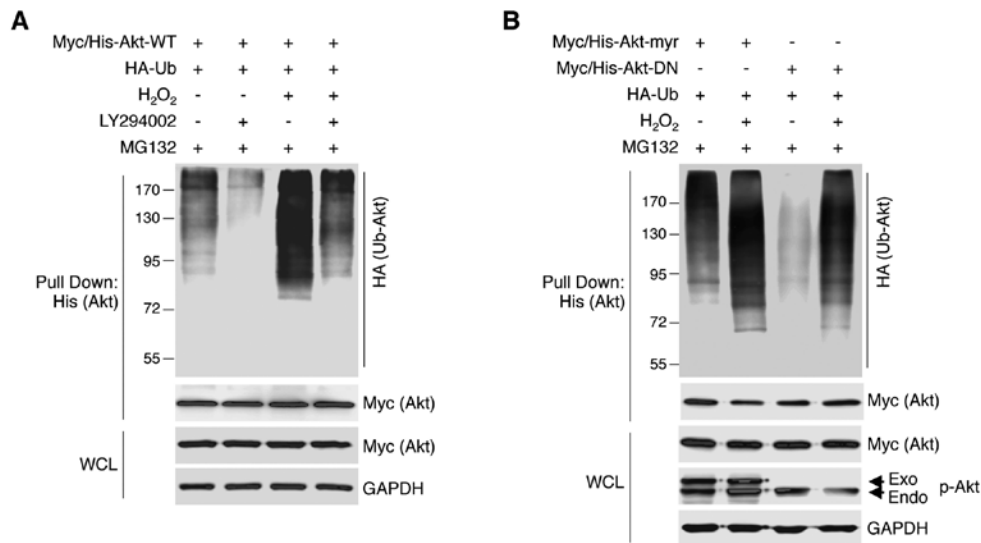 A
Myc/His-Akt-WT + + + +
HA-Ub + + + +
H₂O₂ - - + +
LY294002 - + - +
MG132 + + + +
170
130
95
72
55
Pull Down:
His (Akt)
HA (Ub-Akt)
Myc (Akt)
WCL
Myc (Akt)
GAPDH
B
Myc/His-Akt-myr + + - -
Myc/His-Akt-DN - - + +
HA-Ub + + + +
H₂O₂ - + - +
MG132 + + + +
170
130
95
72
55
Pull Down:
His (Akt)
HA (Ub-Akt)
Myc (Akt)
WCL
Myc (Akt)
Exo
Endo
p-Akt
GAPDH